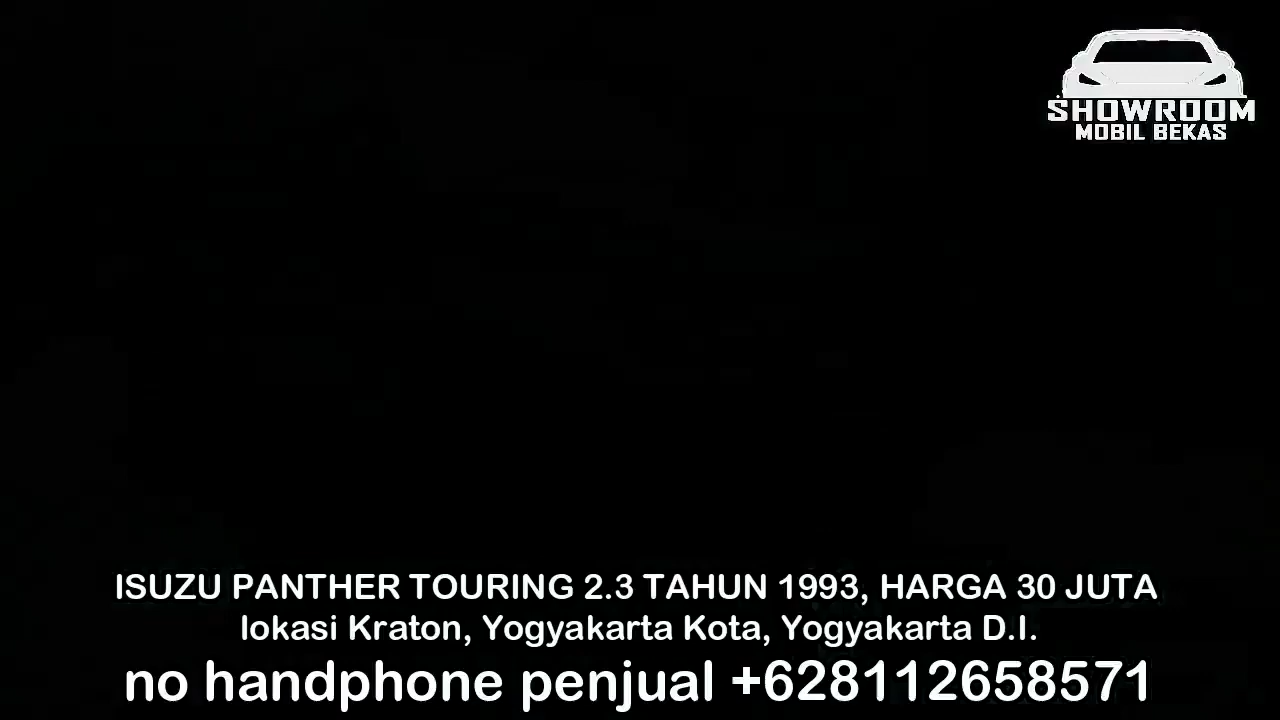 SHOWROOM
MOBIL BEKAS
ISUZU PANTHER TOURING 2.3 TAHUN 1993, HARGA 30 JUTA
lokasi Kraton, Yogyakarta Kota, Yogyakarta D.I.
no handphone penjual +628112658571